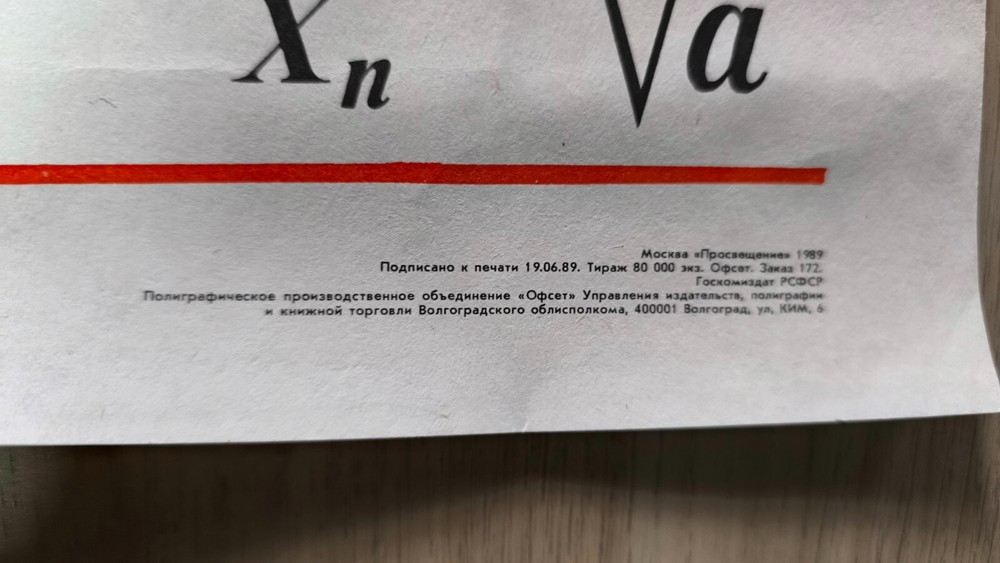 Xn √a
Москва «Просвещение» 1989
Подписано к печати 19.06.89. Тираж 80 000 экз. Офсет. Заказ 172.
Госкомиздат РСФСР
Полиграфическое производственное объединение «Офсет» Управления издательств, полиграфии
и книжной торговли Волгоградского облисполкома, 400001 Волгоград, ул, КИМ, 6